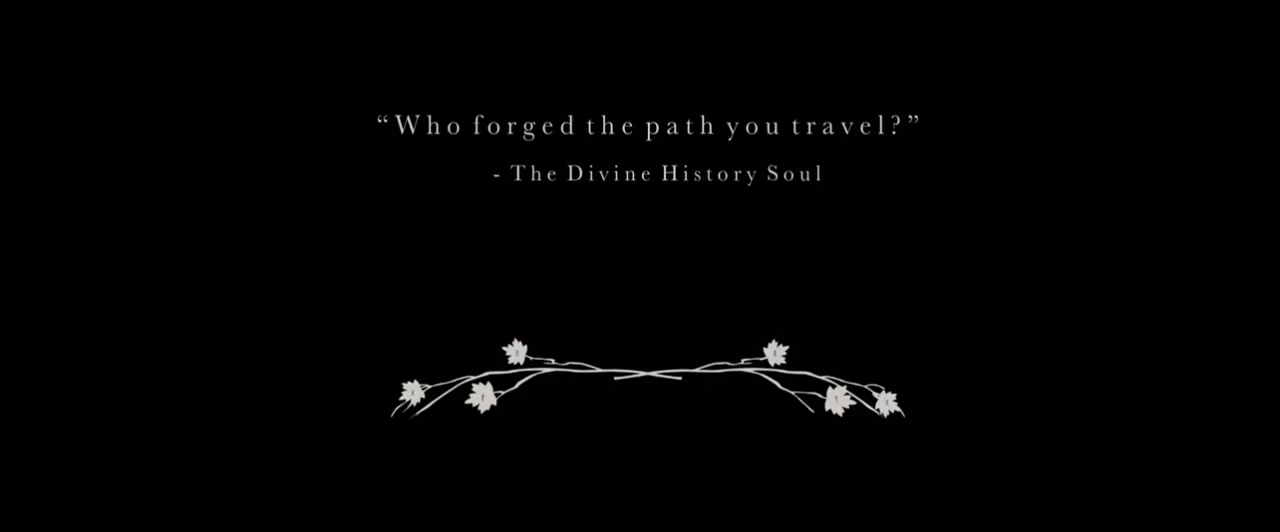 “Who forged the path you travel?”
- The Divine History Soul